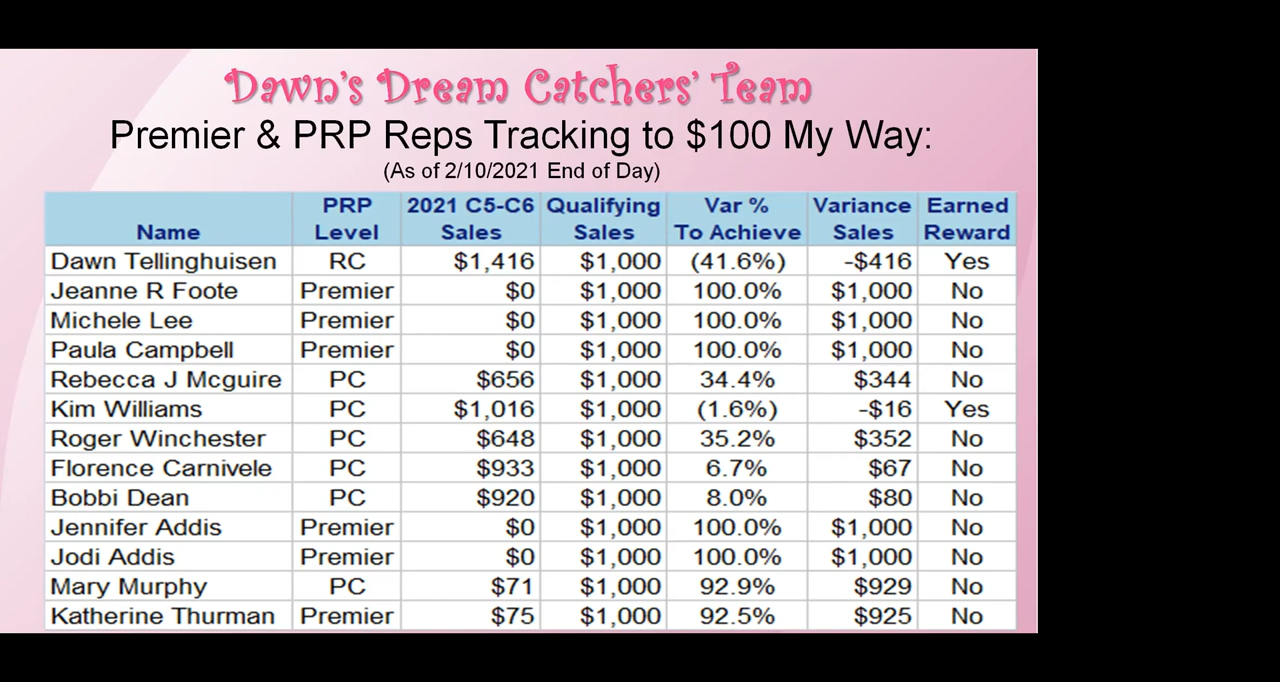 Dawn's Dream Catchers' Team
Premier & PRP Reps Tracking to $100 My Way:
(As of 2/10/2021 End of Day)
Name PRP Level 2021 C5-C6 Sales Qualifying Sales Var % To Achieve Variance Sales Earned Reward
Dawn Tellinghuisen RC $1,416 $1,000 (41.6%) -$416 Yes
Jeanne R Foote Premier $0 $1,000 100.0% $1,000 No
Michele Lee Premier $0 $1,000 100.0% $1,000 No
Paula Campbell Premier $0 $1,000 100.0% $1,000 No
Rebecca J Mcguire PC $656 $1,000 34.4% $344 No
Kim Williams PC $1,016 $1,000 (1.6%) -$16 Yes
Roger Winchester PC $648 $1,000 35.2% $352 No
Florence Carnivele PC $933 $1,000 6.7% $67 No
Bobbi Dean PC $920 $1,000 8.0% $80 No
Jennifer Addis Premier $0 $1,000 100.0% $1,000 No
Jodi Addis Premier $0 $1,000 100.0% $1,000 No
Mary Murphy PC $71 $1,000 92.9% $929 No
Katherine Thurman Premier $75 $1,000 92.5% $925 No